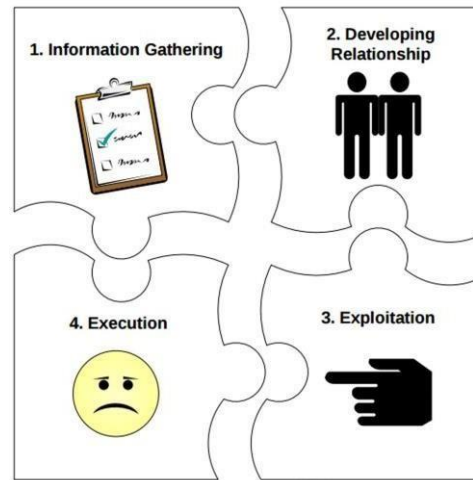 1. Information Gathering
2. Developing
Relationship
4. Execution
3. Exploitation